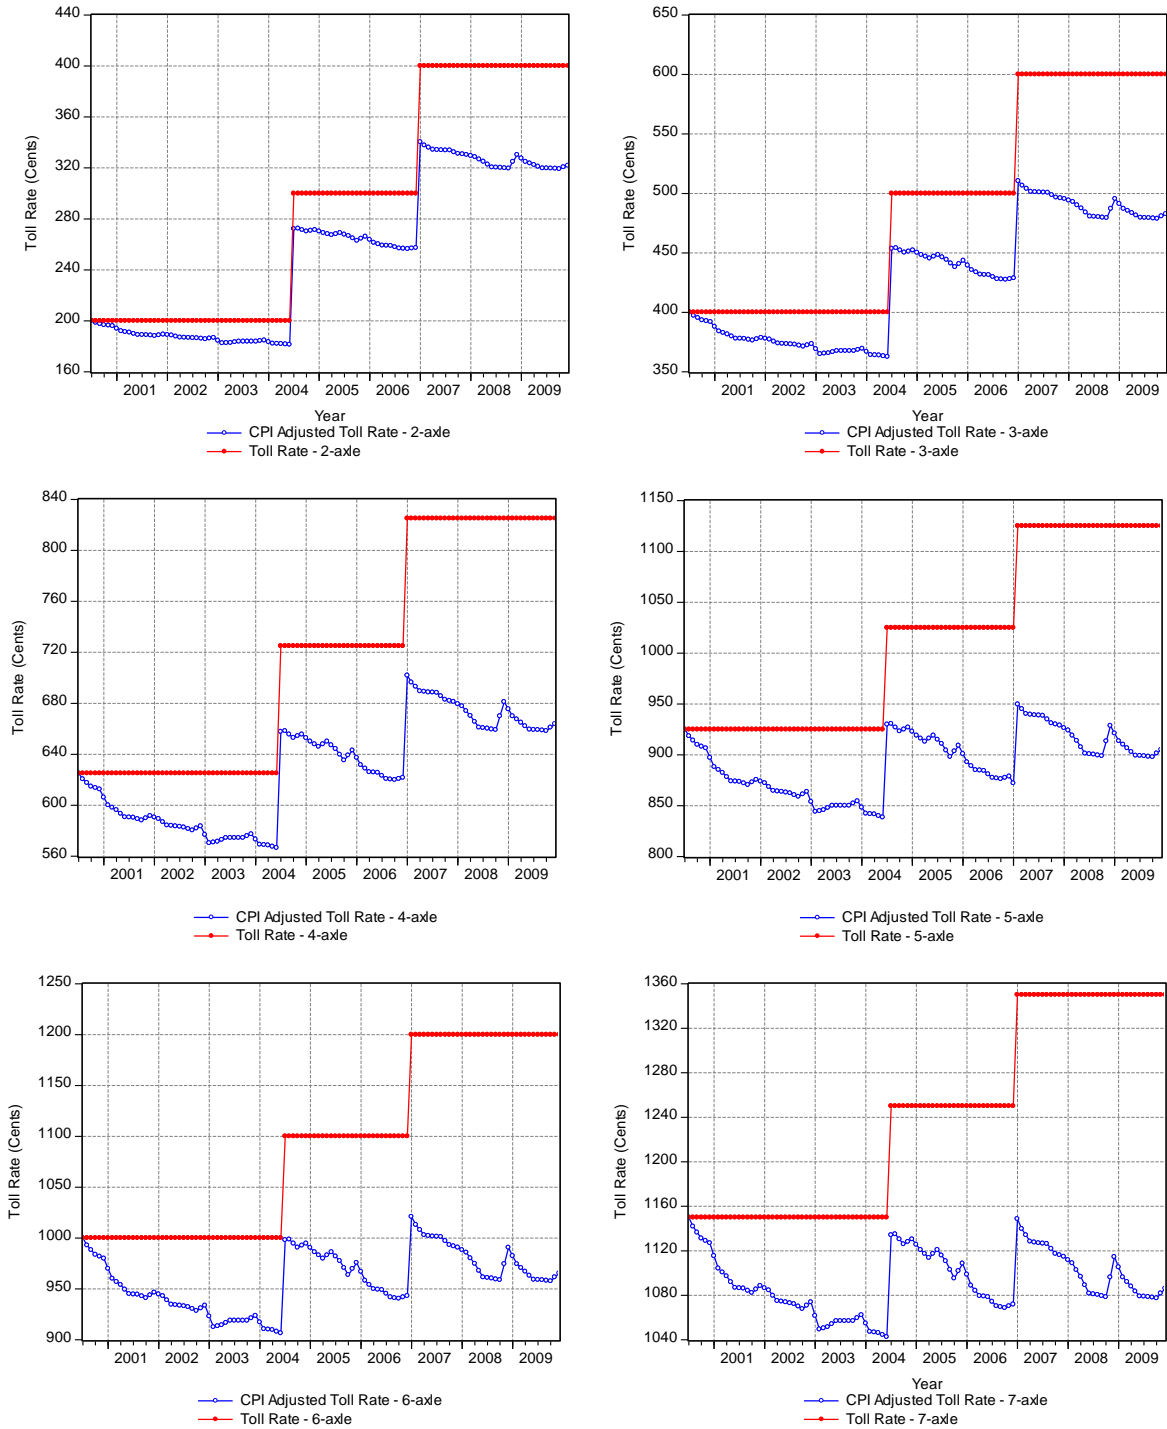 440
400
360
320
280
240
200
160
Toll Rate (Cents)
2001 2002 2003 2004 2005 2006 2007 2008 2009
Year
CPI Adjusted Toll Rate - 2-axle
Toll Rate - 2-axle
650
600
550
500
450
400
350
Toll Rate (Cents)
2001 2002 2003 2004 2005 2006 2007 2008 2009
Year
CPI Adjusted Toll Rate - 3-axle
Toll Rate - 3-axle
840
800
760
720
680
640
600
560
Toll Rate (Cents)
2001 2002 2003 2004 2005 2006 2007 2008 2009
CPI Adjusted Toll Rate - 4-axle
Toll Rate - 4-axle
1150
1100
1050
1000
950
900
850
800
Toll Rate (Cents)
2001 2002 2003 2004 2005 2006 2007 2008 2009
CPI Adjusted Toll Rate - 5-axle
Toll Rate - 5-axle
1250
1200
1150
1100
1050
1000
950
900
Toll Rate (Cents)
2001 2002 2003 2004 2005 2006 2007 2008 2009
CPI Adjusted Toll Rate - 6-axle
Toll Rate - 6-axle
1360
1320
1280
1240
1200
1160
1120
1080
1040
Toll Rate (Cents)
2001 2002 2003 2004 2005 2006 2007 2008 2009
Year
CPI Adjusted Toll Rate - 7-axle
Toll Rate - 7-axle